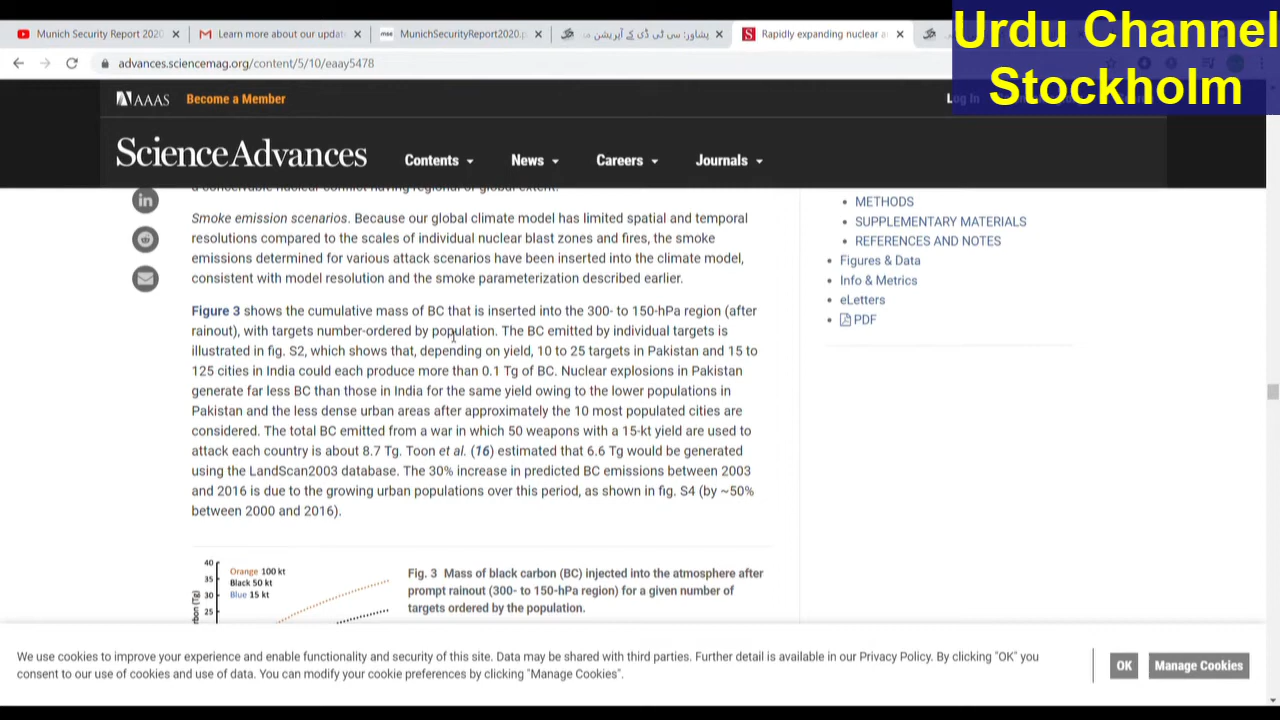 Urdu Channel
Stockholm
Munich Security Report 2020
Learn more about our updat
MunichSecurityReport2020.p
پشاور: سی ٹی ڈی کے آپریشن م
Rapidly expanding nuclear a
advances.sciencemag.org/content/5/10/eaay5478
AAAS
Become a Member
Log In
ScienceAdvances
Contents
News
Careers
Journals
a conceivable nuclear conflict having regional or global extent.
Smoke emission scenarios. Because our global climate model has limited spatial and temporal
resolutions compared to the scales of individual nuclear blast zones and fires, the smoke
emissions determined for various attack scenarios have been inserted into the climate model,
consistent with model resolution and the smoke parameterization described earlier.
Figure 3 shows the cumulative mass of BC that is inserted into the 300- to 150-hPa region (after
rainout), with targets number-ordered by population. The BC emitted by individual targets is
illustrated in fig. S2, which shows that, depending on yield, 10 to 25 targets in Pakistan and 15 to
125 cities in India could each produce more than 0.1 Tg of BC. Nuclear explosions in Pakistan
generate far less BC than those in India for the same yield owing to the lower populations in
Pakistan and the less dense urban areas after approximately the 10 most populated cities are
considered. The total BC emitted from a war in which 50 weapons with a 15-kt yield are used to
attack each country is about 8.7 Tg. Toon et al. (16) estimated that 6.6 Tg would be generated
using the LandScan2003 database. The 30% increase in predicted BC emissions between 2003
and 2016 is due to the growing urban populations over this period, as shown in fig. S4 (by ~50%
between 2000 and 2016).
40
35
30
25
Orange 100 kt
Black 50 kt
Blue 15 kt
Fig. 3 Mass of black carbon (BC) injected into the atmosphere after
prompt rainout (300- to 150-hPa region) for a given number of
targets ordered by the population.
METHODS
SUPPLEMENTARY MATERIALS
REFERENCES AND NOTES
Figures & Data
Info & Metrics
eLetters
PDF
We use cookies to improve your experience and enable functionality and security of this site. Data may be shared with third parties. Further detail is available in our Privacy Policy. By clicking "OK" you
consent to our use of cookies and use of data. You can modify your cookie preferences by clicking "Manage Cookies".
OK
Manage Cookies